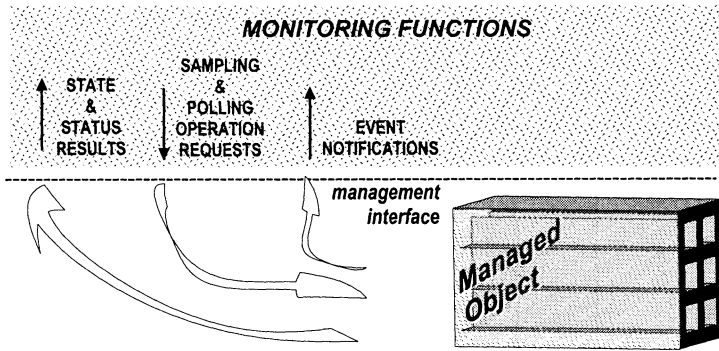 MONITORING FUNCTIONS
STATE
&
STATUS
RESULTS
SAMPLING
&
POLLING
OPERATION
REQUESTS
EVENT
NOTIFICATIONS
management
interface
Managed
Object